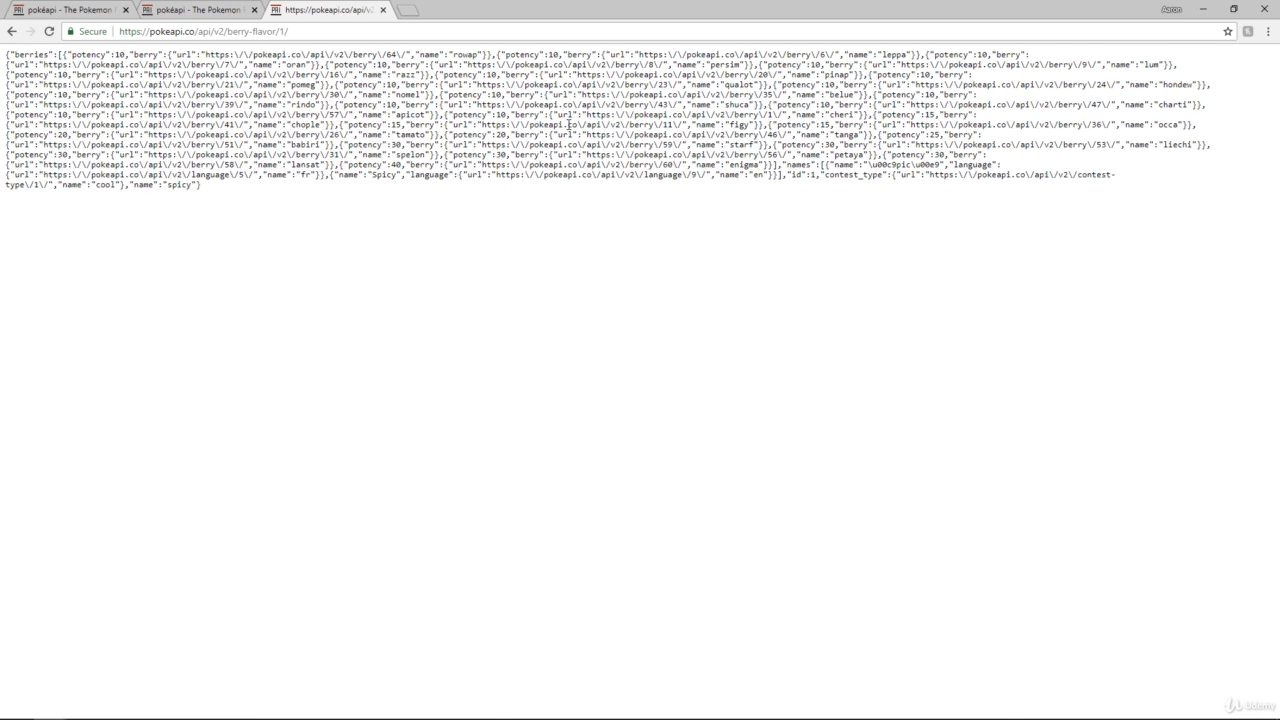 pokéapi - The Pokemon
pokéapi - The Pokemon
https://pokeapi.co/api/v2
Aaron
Secure
https://pokeapi.co/api/v2/berry-flavor/1/
{"berries":[{"potency":10,"berry":{"url":"https:\/\/pokeapi.co\/api\/v2\/berry\/64\/","name":"rowap"}},{"potency":10,"berry":{"url":"https:\/\/pokeapi.co\/api\/v2\/berry\/6\/","name":"leppa"}},{"potency":10,"berry":
{"url":"https:\/\/pokeapi.co\/api\/v2\/berry\/7\/","name":"oran"}},{"potency":10,"berry":{"url":"https:\/\/pokeapi.co\/api\/v2\/berry\/8\/","name":"persim"}},{"potency":10,"berry":{"url":"https:\/\/pokeapi.co\/api\/v2\/berry\/9\/","name":"lum"}},
{"potency":10,"berry":{"url":"https:\/\/pokeapi.co\/api\/v2\/berry\/16\/","name":"razz"}},{"potency":10,"berry":{"url":"https:\/\/pokeapi.co\/api\/v2\/berry\/20\/","name":"pinap"}},{"potency":10,"berry":
{"url":"https:\/\/pokeapi.co\/api\/v2\/berry\/21\/","name":"pomeg"}},{"potency":10,"berry":{"url":"https:\/\/pokeapi.co\/api\/v2\/berry\/23\/","name":"qualot"}},{"potency":10,"berry":{"url":"https:\/\/pokeapi.co\/api\/v2\/berry\/24\/","name":"hondew"}},
{"potency":10,"berry":{"url":"https:\/\/pokeapi.co\/api\/v2\/berry\/30\/","name":"nomel"}},{"potency":10,"berry":{"url":"https:\/\/pokeapi.co\/api\/v2\/berry\/35\/","name":"belue"}},{"potency":10,"berry":
{"url":"https:\/\/pokeapi.co\/api\/v2\/berry\/39\/","name":"rindo"}},{"potency":10,"berry":{"url":"https:\/\/pokeapi.co\/api\/v2\/berry\/43\/","name":"shuca"}},{"potency":10,"berry":{"url":"https:\/\/pokeapi.co\/api\/v2\/berry\/47\/","name":"charti"}},
{"potency":10,"berry":{"url":"https:\/\/pokeapi.co\/api\/v2\/berry\/57\/","name":"apicot"}},{"potency":10,"berry":{"url":"https:\/\/pokeapi.co\/api\/v2\/berry\/1\/","name":"cheri"}},{"potency":15,"berry":
{"url":"https:\/\/pokeapi.co\/api\/v2\/berry\/41\/","name":"chople"}},{"potency":15,"berry":{"url":"https:\/\/pokeapi.co\/api\/v2\/berry\/11\/","name":"figy"}},{"potency":15,"berry":{"url":"https:\/\/pokeapi.co\/api\/v2\/berry\/36\/","name":"occa"}},
{"potency":20,"berry":{"url":"https:\/\/pokeapi.co\/api\/v2\/berry\/26\/","name":"tamato"}},{"potency":20,"berry":{"url":"https:\/\/pokeapi.co\/api\/v2\/berry\/46\/","name":"tanga"}},{"potency":25,"berry":
{"url":"https:\/\/pokeapi.co\/api\/v2\/berry\/51\/","name":"babiri"}},{"potency":30,"berry":{"url":"https:\/\/pokeapi.co\/api\/v2\/berry\/59\/","name":"starf"}},{"potency":30,"berry":{"url":"https:\/\/pokeapi.co\/api\/v2\/berry\/53\/","name":"liechi"}},
{"potency":30,"berry":{"url":"https:\/\/pokeapi.co\/api\/v2\/berry\/31\/","name":"spelon"}},{"potency":30,"berry":{"url":"https:\/\/pokeapi.co\/api\/v2\/berry\/56\/","name":"petaya"}},{"potency":30,"berry":
{"url":"https:\/\/pokeapi.co\/api\/v2\/berry\/58\/","name":"lansat"}},{"potency":40,"berry":{"url":"https:\/\/pokeapi.co\/api\/v2\/berry\/60\/","name":"enigma"}}],"names":[{"name":"\u00c9pic\u00e9","language":
{"url":"https:\/\/pokeapi.co\/api\/v2\/language\/5\/","name":"fr"}},{"name":"Spicy","language":{"url":"https:\/\/pokeapi.co\/api\/v2\/language\/9\/","name":"en"}}],"id":1,"contest_type":{"url":"https:\/\/pokeapi.co\/api\/v2\/contest-
type\/1\/","name":"cool"},"name":"spicy"}
Udemy